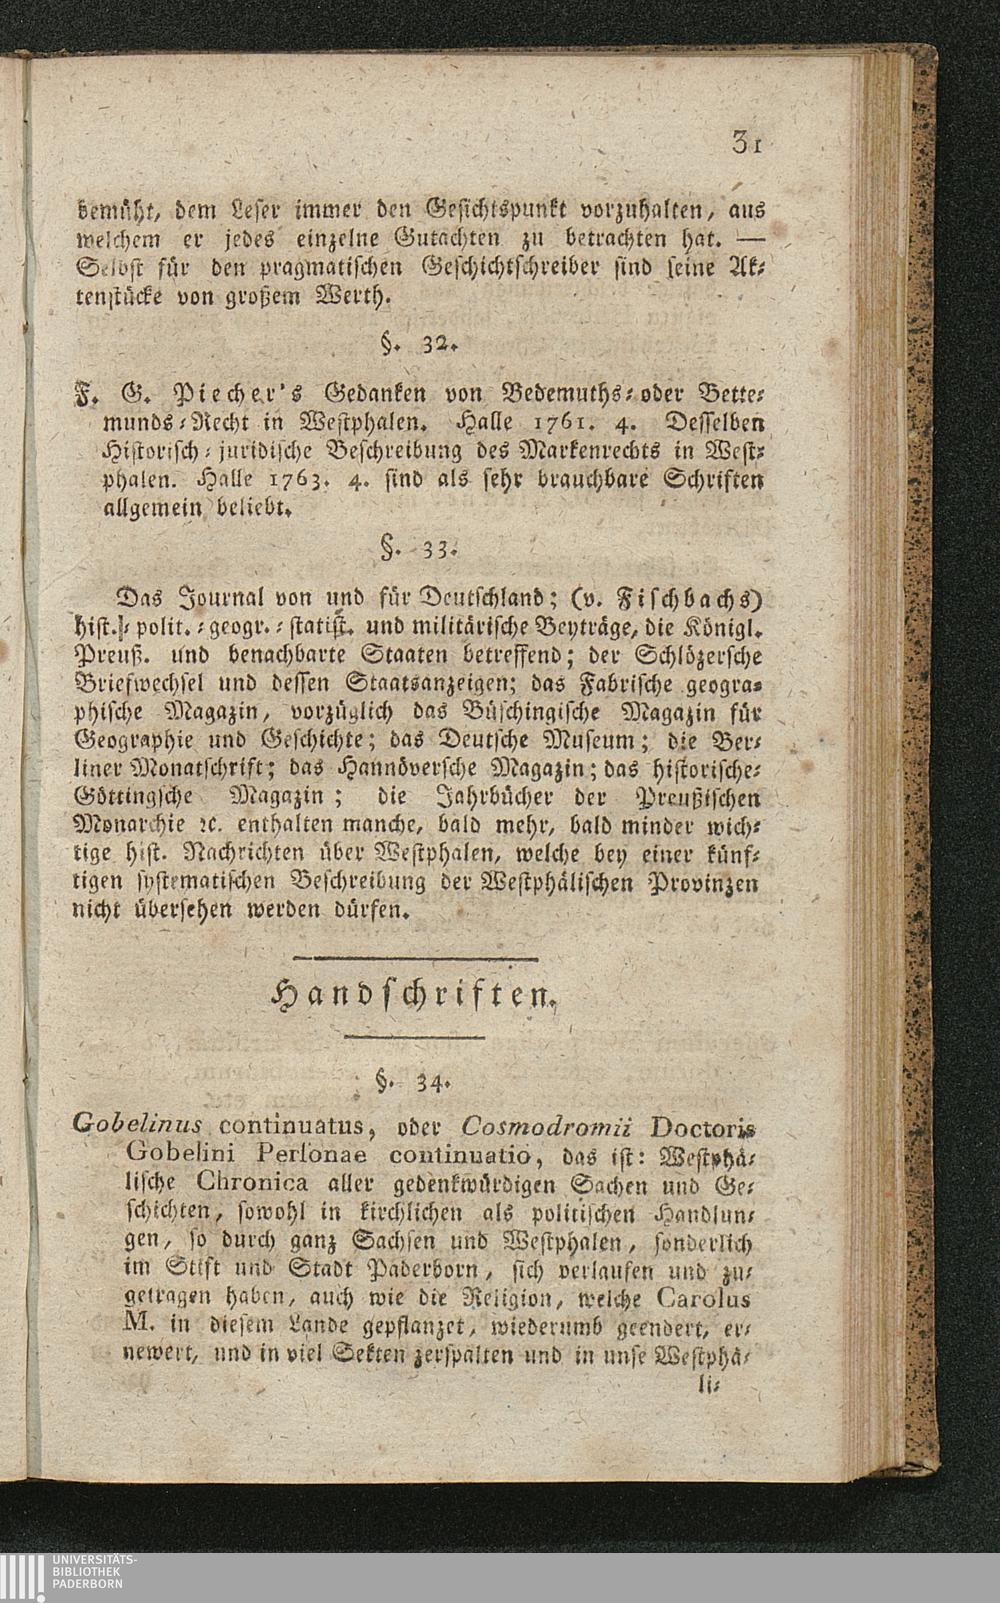 31
bemüht, dem Leser immer den Gesichtspunkt vorzuhalten, aus
welchem er jedes einzelne Gutachten zu betrachten hat. —
Selbst für den pragmatischen Geschichtschreiber sind seine Ak-
tenstücke von großem Werth.
§. 32.
F. G. Piecher's Gedanken von Bedemuths- oder Bette-
munds-Recht in Westphalen. Halle 1761. 4. Desselben
Historisch-juridische Beschreibung des Markenrechts in West-
phalen. Halle 1763. 4. sind als sehr brauchbare Schriften
allgemein beliebt.
§. 33.
Das Journal von und für Deutschland; (v. Fischbachs)
hist.- polit.- geogr.- statist. und militärische Beyträge, die Königl.
Preuß. und benachbarte Staaten betreffend; der Schlözersche
Briefwechsel und dessen Staatsanzeigen; das Fabrische geogra-
phische Magazin, vorzüglich das Büschingische Magazin für
Geographie und Geschichte; das Deutsche Museum; die Ber-
liner Monatschrift; das Hannöversche Magazin; das historische-
Göttingsche Magazin; die Jahrbücher der Preußischen
Monarchie ꝛc. enthalten manche, bald mehr, bald minder wich-
tige hist. Nachrichten über Westphalen, welche bey einer künf-
tigen systematischen Beschreibung der Westphälischen Provinzen
nicht übersehen werden dürfen.
Handschriften.
§. 34.
Gobelinus continuatus, oder Cosmodromii Doctoris
Gobelini Personae continuatio, das ist: Westphä-
lische Chronica aller gedenkwürdigen Sachen und Ge-
schichten, sowohl in kirchlichen als politischen Handlun-
gen, so durch ganz Sachsen und Westphalen, sonderlich
im Stift und Stadt Paderborn, sich verlaufen und zu-
getragen haben, auch wie die Religion, welche Carolus
M. in diesem Lande gepflanzet, wiederumb geendert, er-
newert, und in viel Sekten zerspalten und in unse Westphä-
li-
UNIVERSITÄTS-
BIBLIOTHEK
PADERBORN